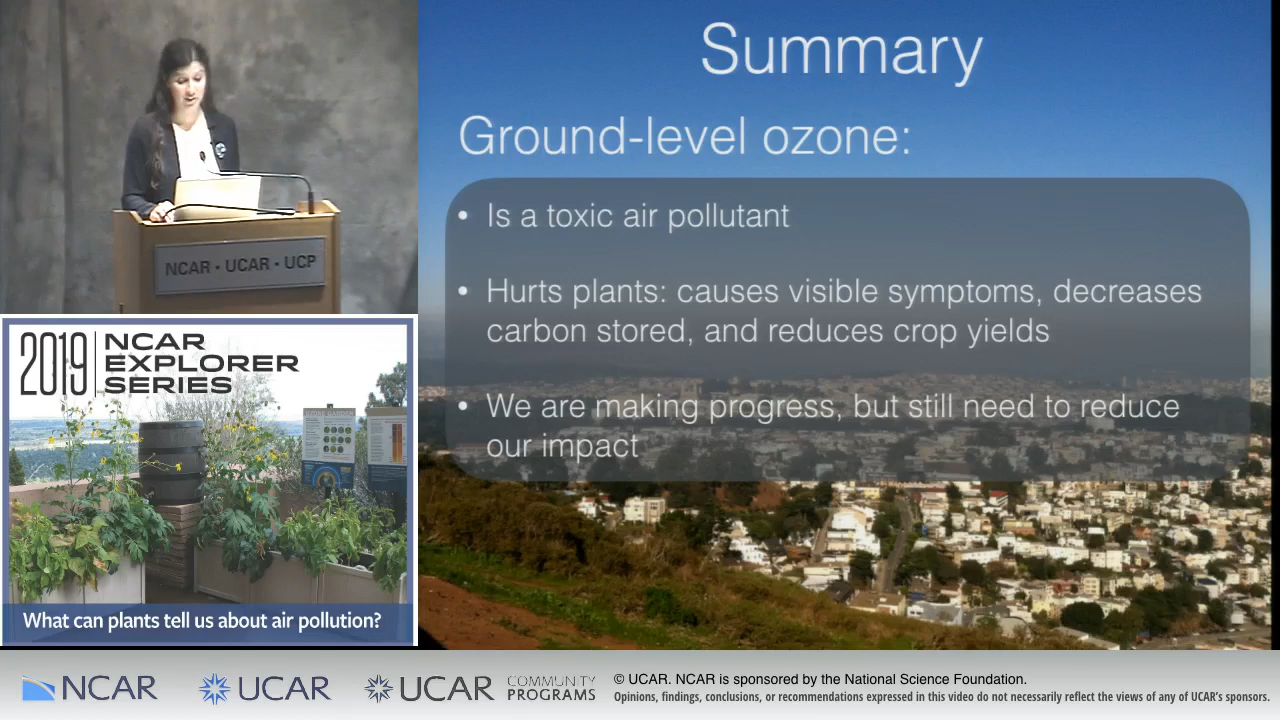 Summary
Ground-level ozone:
• Is a toxic air pollutant
• Hurts plants: causes visible symptoms, decreases
carbon stored, and reduces crop yields
• We are making progress, but still need to reduce
our impact
NCAR • UCAR • UCP
2019 NCAR
EXPLORER
SERIES
What can plants tell us about air pollution?
NCAR
UCAR
UCAR COMMUNITY
PROGRAMS
© UCAR. NCAR is sponsored by the National Science Foundation.
Opinions, findings, conclusions, or recommendations expressed in this video do not necessarily reflect the views of any of UCAR's sponsors.